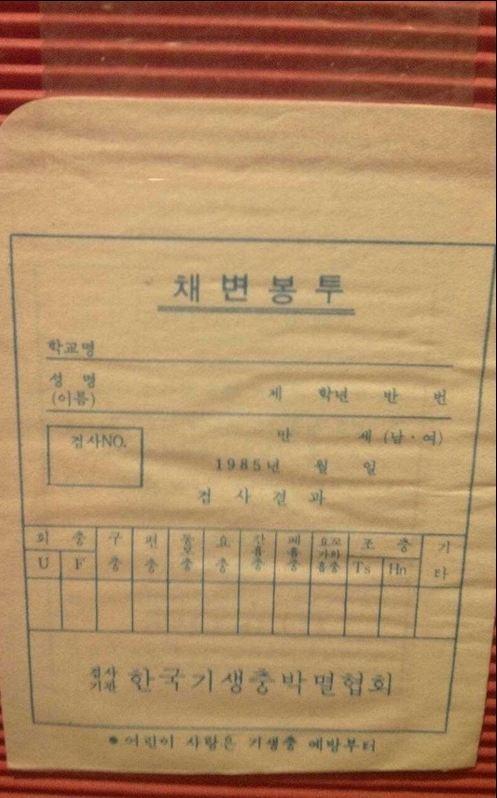 채변봉투
학교명
성 명
(이름) 제 학년 반 번
검사NO. 만 세 (남·여)
1985년 월 일
검 사 결 과
회 충 구 충 편 충 동양모양선충 요 충 간흡충 폐흡충 요꼬가와흡충 조 충 기 타
U F Ts Hn
검사기관 한국기생충박멸협회
●어린이 사랑은 기생충 예방부터